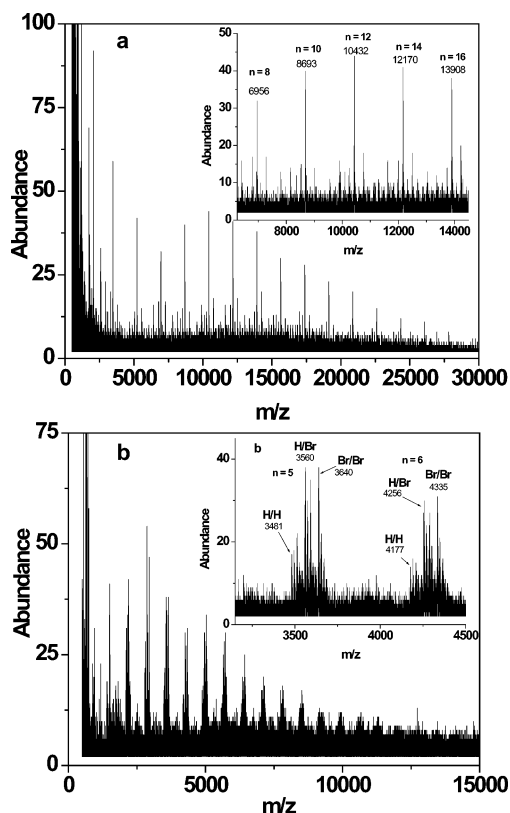 a
100
75
50
25
0
Abundance
0 5000 10000 15000 20000 25000 30000
m/z
50
40
30
20
10
0
Abundance
n = 8
6956
n = 10
8693
n = 12
10432
n = 14
12170
n = 16
13908
8000 10000 12000 14000
m/z
b
75
50
25
0
Abundance
0 5000 10000 15000
m/z
b
40
20
0
Abundance
H/H
3481
H/Br
3560
n = 5
Br/Br
3640
H/H
4177
H/Br
4256
n = 6
Br/Br
4335
3500 4000 4500
m/z